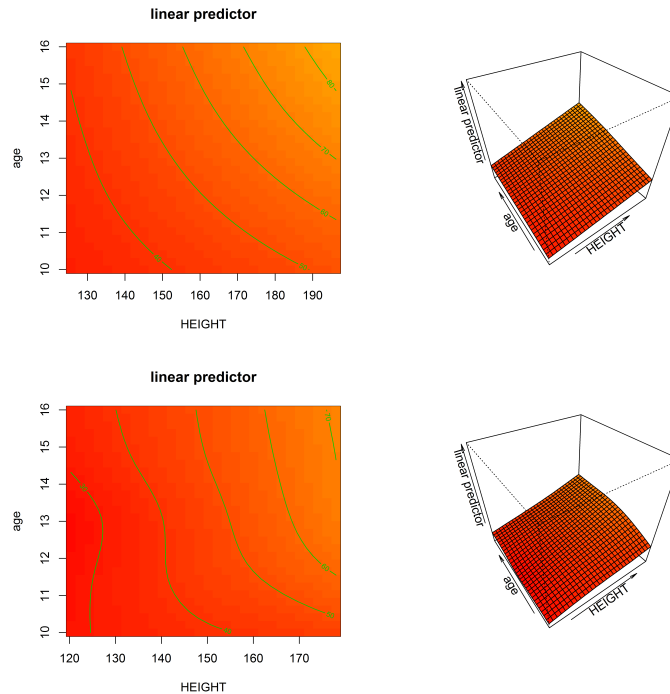 linear predictor
age
16
15
14
13
12
11
10
130 140 150 160 170 180 190
HEIGHT
linear predictor
age
HEIGHT
linear predictor
age
16
15
14
13
12
11
10
120 130 140 150 160 170
HEIGHT
linear predictor
age
HEIGHT